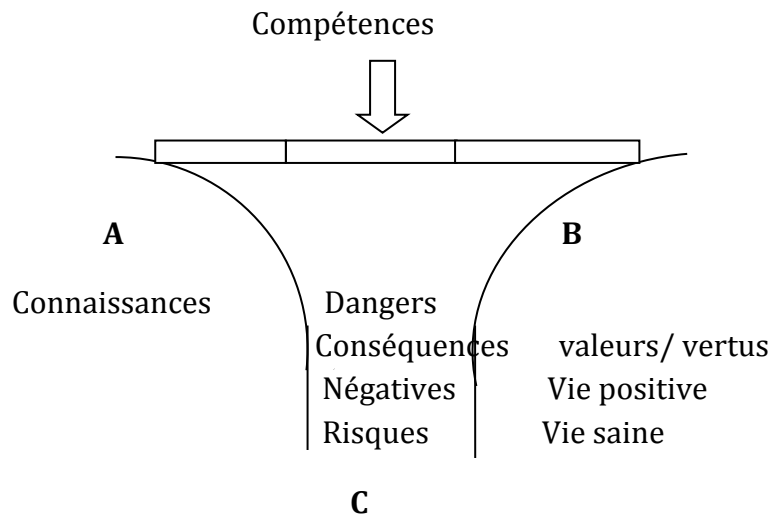 Compétences
A B
Connaissances Dangers
Conséquences valeurs/ vertus
Négatives Vie positive
Risques Vie saine
C